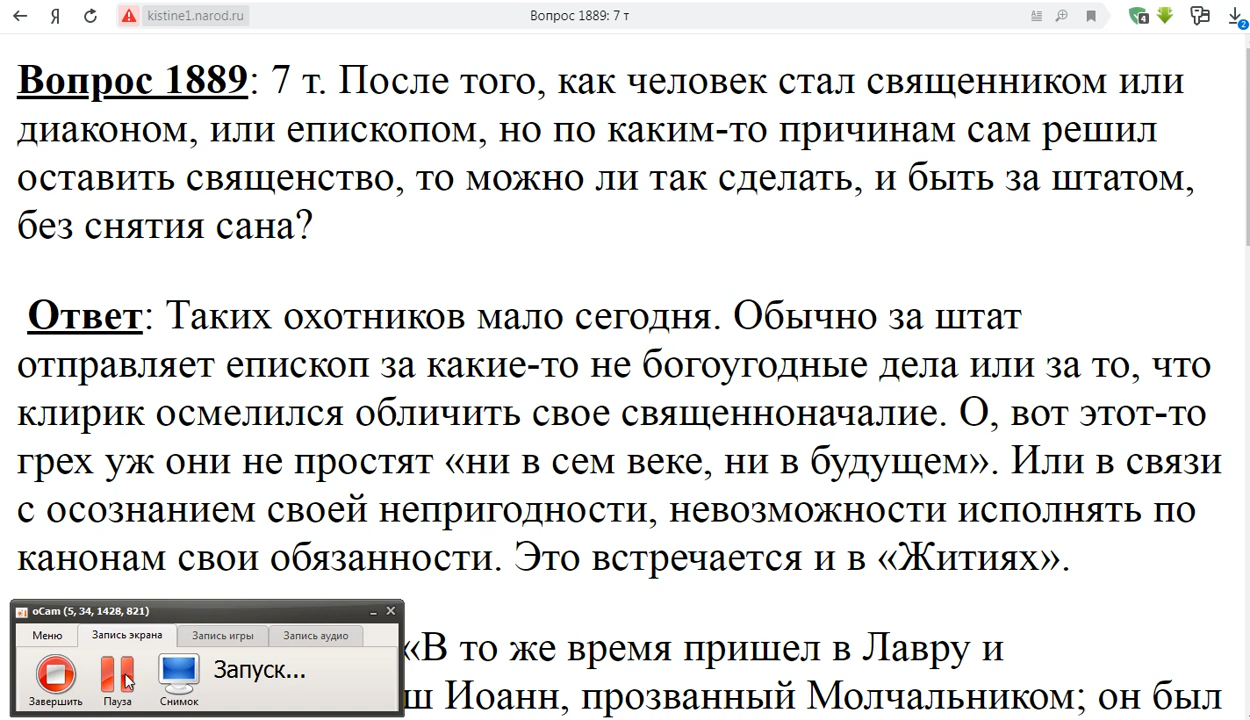 kistine1.narod.ru
Вопрос 1889: 7 т
4
2
Вопрос 1889: 7 т. После того, как человек стал священником или
диаконом, или епископом, но по каким-то причинам сам решил
оставить священство, то можно ли так сделать, и быть за штатом,
без снятия сана?
Ответ: Таких охотников мало сегодня. Обычно за штат
отправляет епископ за какие-то не богоугодные дела или за то, что
клирик осмелился обличить свое священноначалие. О, вот этот-то
грех уж они не простят «ни в сем веке, ни в будущем». Или в связи
с осознанием своей непригодности, невозможности исполнять по
канонам свои обязанности. Это встречается и в «Житиях».
«В то же время пришел в Лавру и
ш Иоанн, прозванный Молчальником; он был
oCam (5, 34, 1428, 821)
Меню Запись экрана Запись игры Запись аудио
Запуск...
Завершить Пауза Снимок